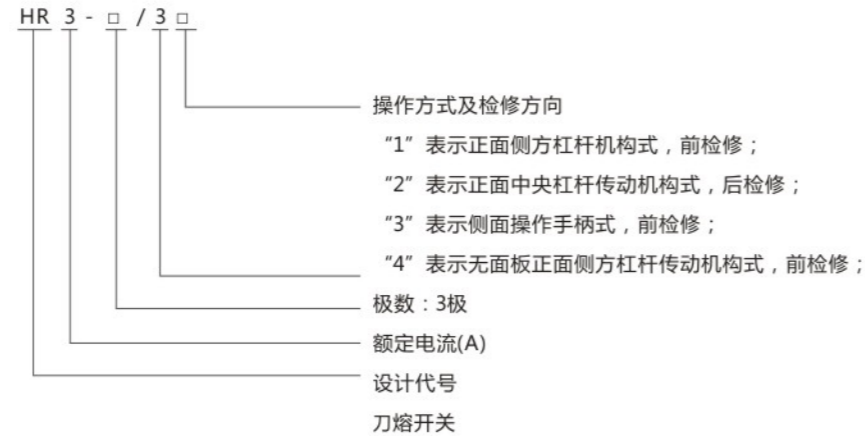 HR 3 - □ / 3 □
操作方式及检修方向
“1”表示正面侧方杠杆机构式，前检修；
“2”表示正面中央杠杆传动机构式，后检修；
“3”表示侧面操作手柄式，前检修；
“4”表示无面板正面侧方杠杆传动机构式，前检修；
极数：3极
额定电流(A)
设计代号
刀熔开关